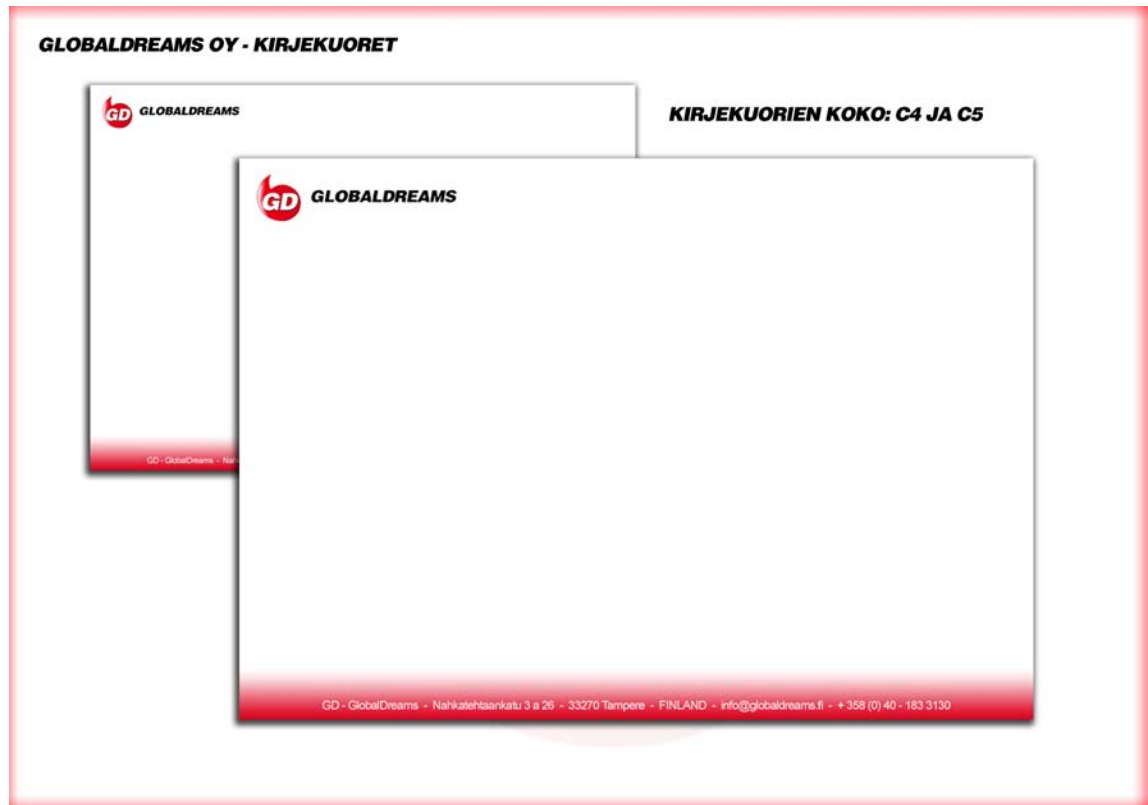 GLOBALDREAMS OY - KIRJEKUORET
GD GLOBALDREAMS
KIRJEKUORIEN KOKO: C4 JA C5
GD GLOBALDREAMS
GD - GlobalDreams -
GD - GlobalDreams - Nahkatehtaankatu 3 a 26 - 33270 Tampere - FINLAND - info@globaldreams.fi - + 358 (0) 40 - 183 3130